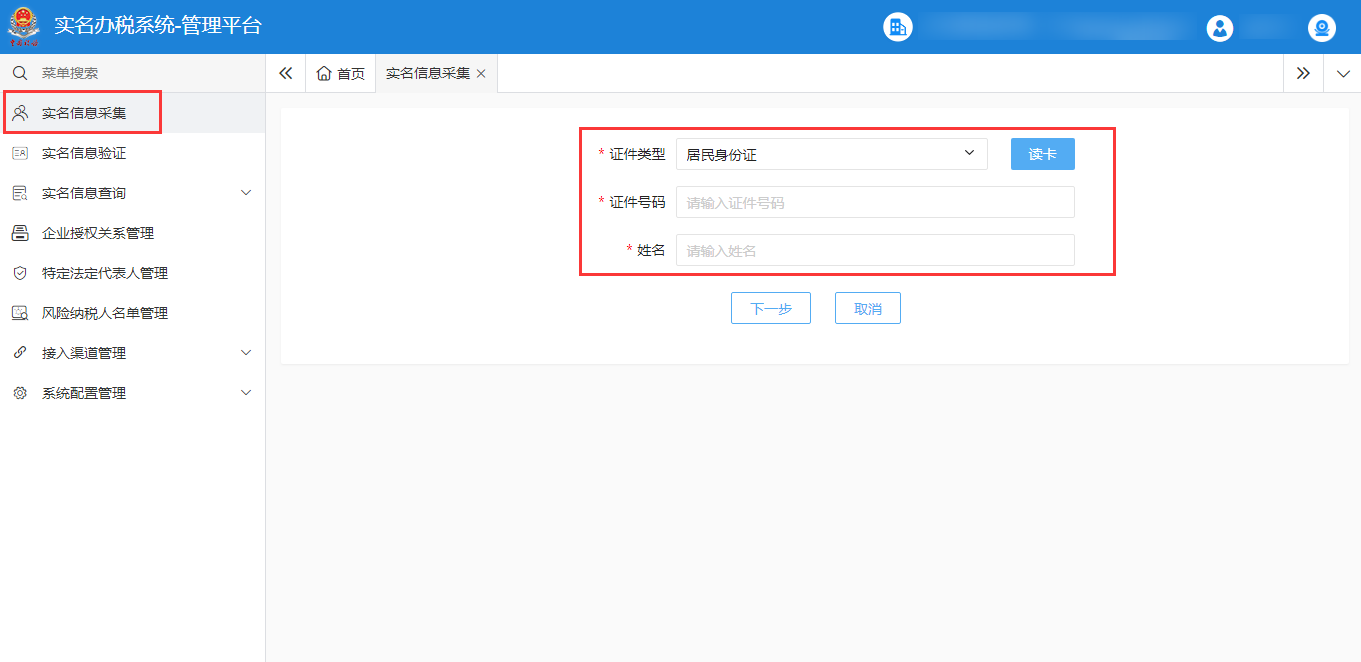 实名办税系统-管理平台
菜单搜索
首页
实名信息采集
实名信息采集
实名信息验证
实名信息查询
企业授权关系管理
特定法定代表人管理
风险纳税人名单管理
接入渠道管理
系统配置管理
* 证件类型 居民身份证 读卡
* 证件号码 请输入证件号码
* 姓名 请输入姓名
下一步 取消